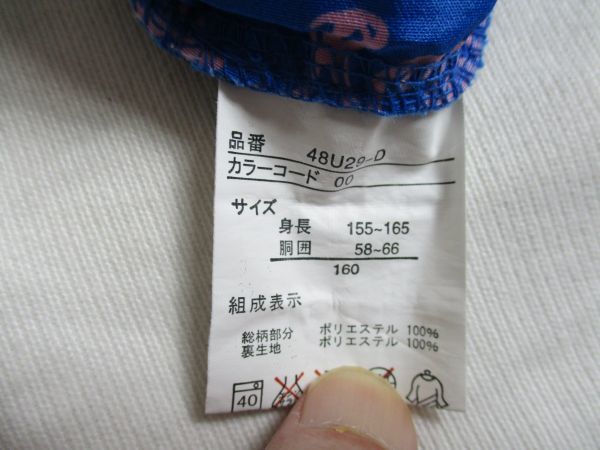 品番 48U29-D
カラーコード 00
サイズ
身長 155~165
胴囲 58~66
160
組成表示
総柄部分 ポリエステル 100%
裏生地 ポリエステル 100%
40